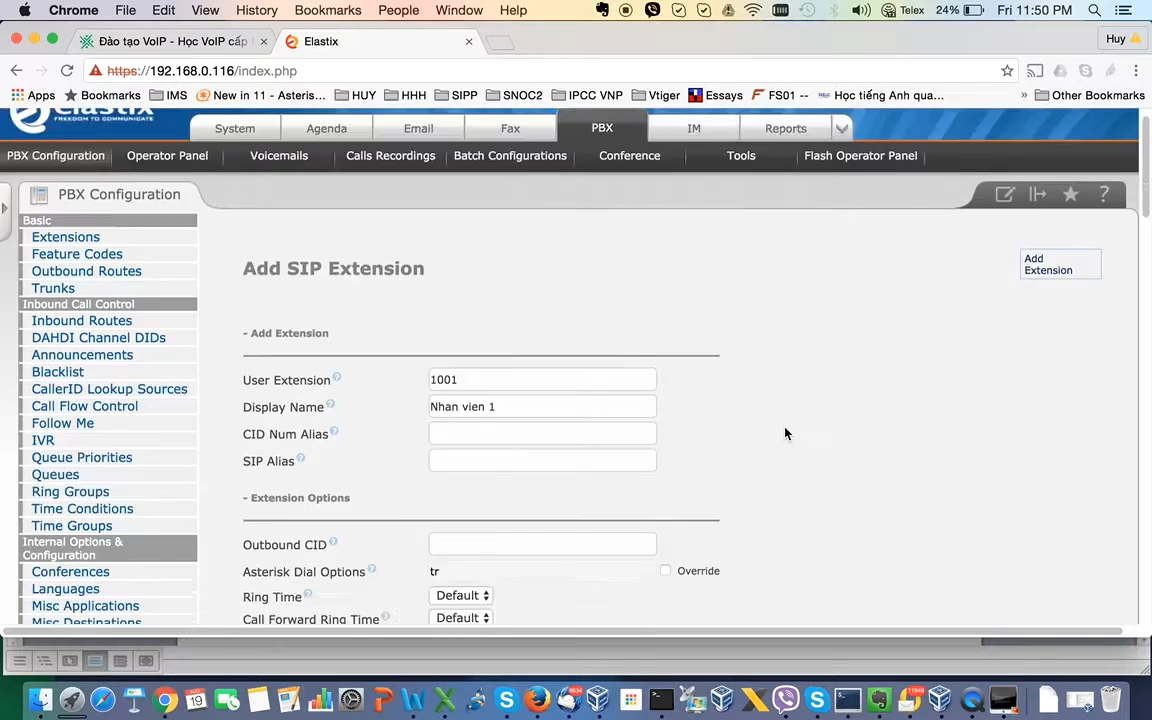 Chrome File Edit View History Bookmarks People Window Help Telex 24% Fri 11:50 PM
Đào tạo VoIP - Học VoIP cấp Elastix Huy
https://192.168.0.116/index.php
Apps Bookmarks IMS New in 11 - Asteris... HUY HHH SIPP SNOC2 IPCC VNP Vtiger Essays FS01 -- Học tiếng Anh qua... » Other Bookmarks
elastix
FREEDOM TO COMMUNICATE
System Agenda Email Fax PBX IM Reports
PBX Configuration Operator Panel Voicemails Calls Recordings Batch Configurations Conference Tools Flash Operator Panel
PBX Configuration
Basic
Extensions
Feature Codes
Outbound Routes
Trunks
Inbound Call Control
Inbound Routes
DAHDI Channel DIDs
Announcements
Blacklist
CallerID Lookup Sources
Call Flow Control
Follow Me
IVR
Queue Priorities
Queues
Ring Groups
Time Conditions
Time Groups
Internal Options &
Configuration
Conferences
Languages
Misc Applications
Misc Destinations
Add SIP Extension
Add
Extension
- Add Extension
User Extension 1001
Display Name Nhan vien 1
CID Num Alias
SIP Alias
- Extension Options
Outbound CID
Asterisk Dial Options tr Override
Ring Time Default
Call Forward Ring Time Default